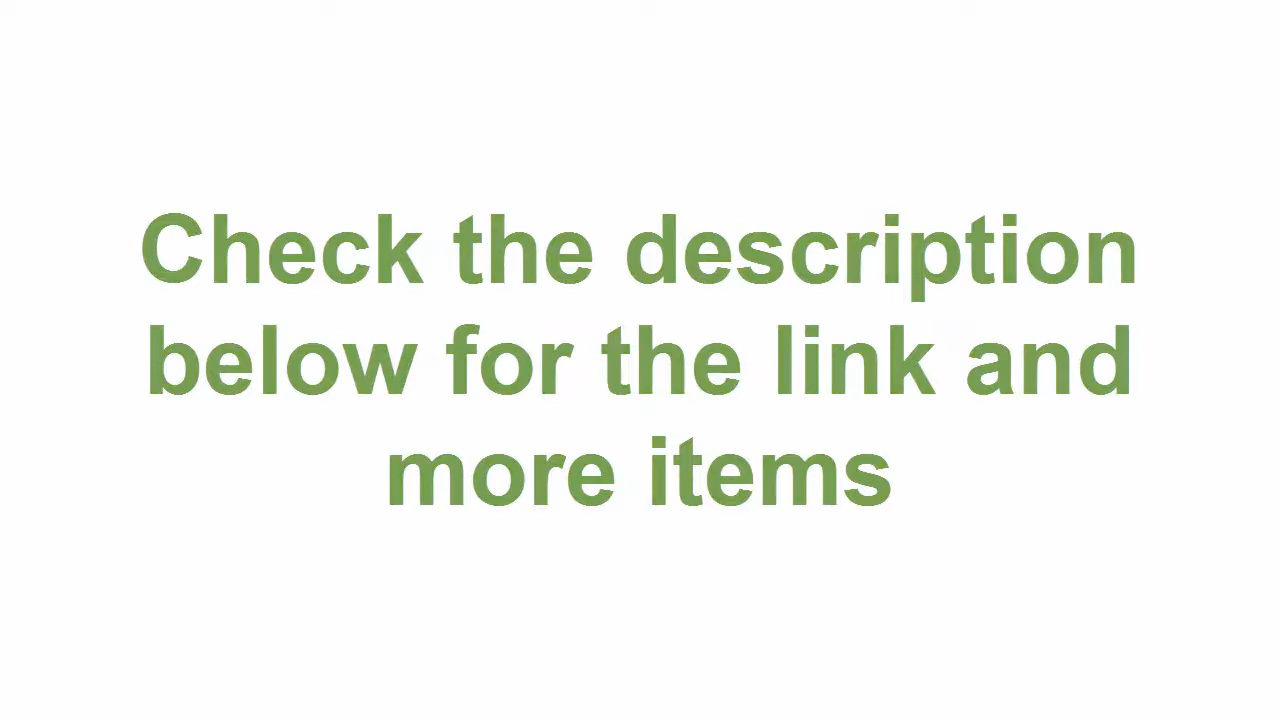 Check the description
below for the link and
more items